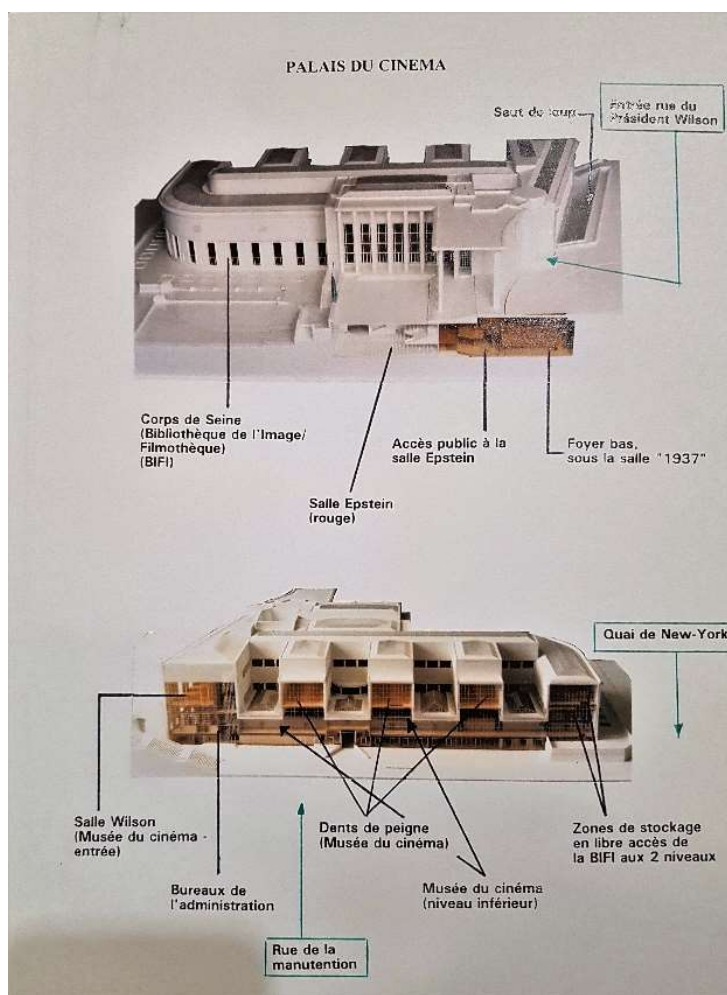 PALAIS DU CINEMA
Saut de loup
Entrée rue du
Président Wilson
Corps de Seine
(Bibliothèque de l'Image/
Filmothèque)
(BIFI)
Salle Epstein
(rouge)
Accès public à la
salle Epstein
Foyer bas,
sous la salle "1937"
Quai de New-York
Salle Wilson
(Musée du cinéma -
entrée)
Bureaux de
l'administration
Dents de peigne
(Musée du cinéma)
Musée du cinéma
(niveau inférieur)
Zones de stockage
en libre accès de
la BIFI aux 2 niveaux
Rue de la
manutention